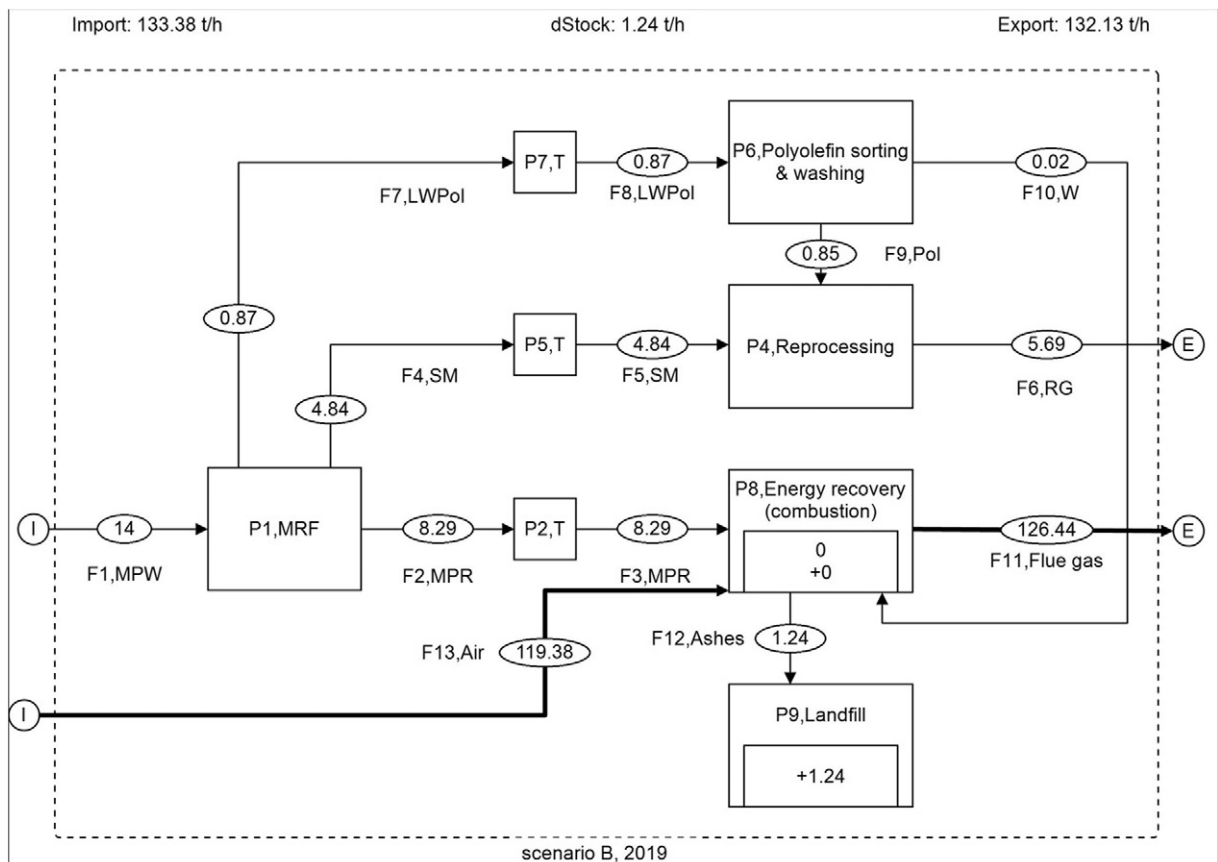 Import: 133.38 t/h
dStock: 1.24 t/h
Export: 132.13 t/h
P7,T
0.87
P6,Polyolefin sorting
& washing
0.02
F7,LWPol
F8,LWPol
F10,W
0.85
F9,Pol
0.87
P5,T
4.84
P4,Reprocessing
5.69
E
F4,SM
F5,SM
F6,RG
4.84
I
14
P1,MRF
8.29
P2,T
8.29
P8,Energy recovery
(combustion)
0
+0
126.44
E
F1,MPW
F2,MPR
F3,MPR
F11,Flue gas
F13,Air
119.38
F12,Ashes
1.24
I
P9,Landfill
+1.24
scenario B, 2019